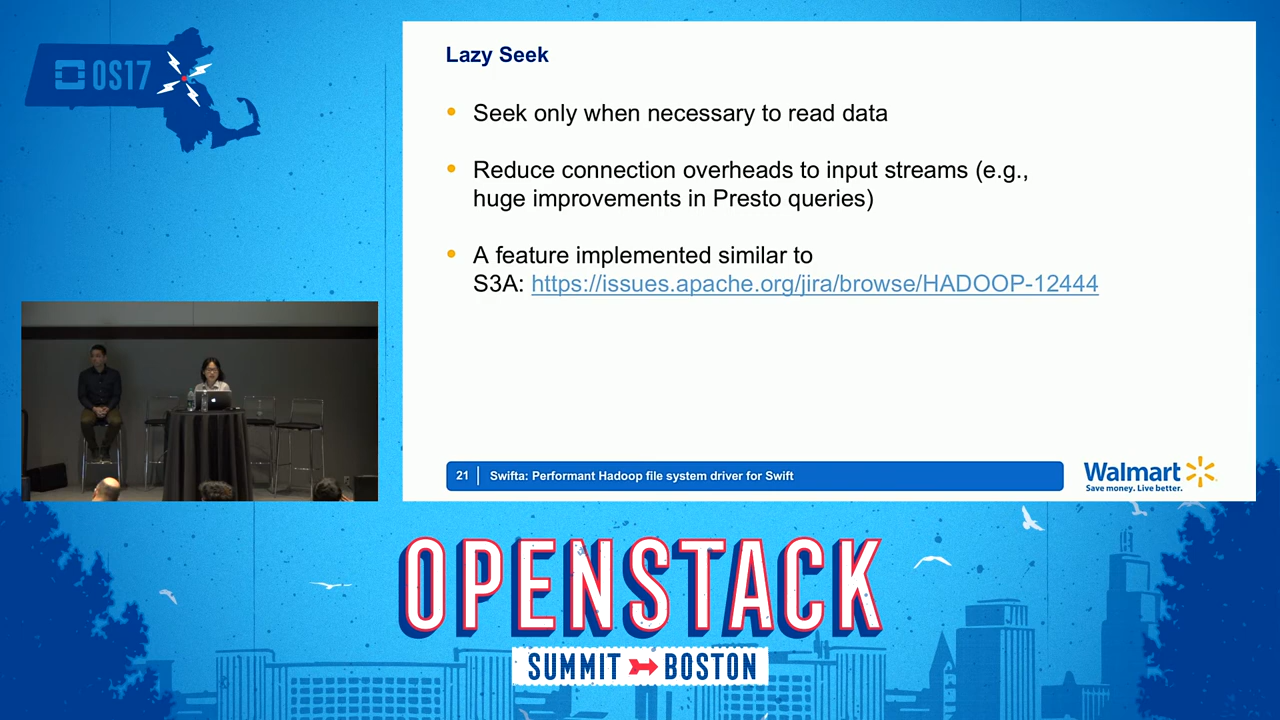 OS17
Lazy Seek
• Seek only when necessary to read data
• Reduce connection overheads to input streams (e.g.,
huge improvements in Presto queries)
• A feature implemented similar to
S3A: https://issues.apache.org/jira/browse/HADOOP-12444
21 | Swifta: Performant Hadoop file system driver for Swift
Walmart
Save money. Live better.
OPENSTACK
SUMMIT BOSTON